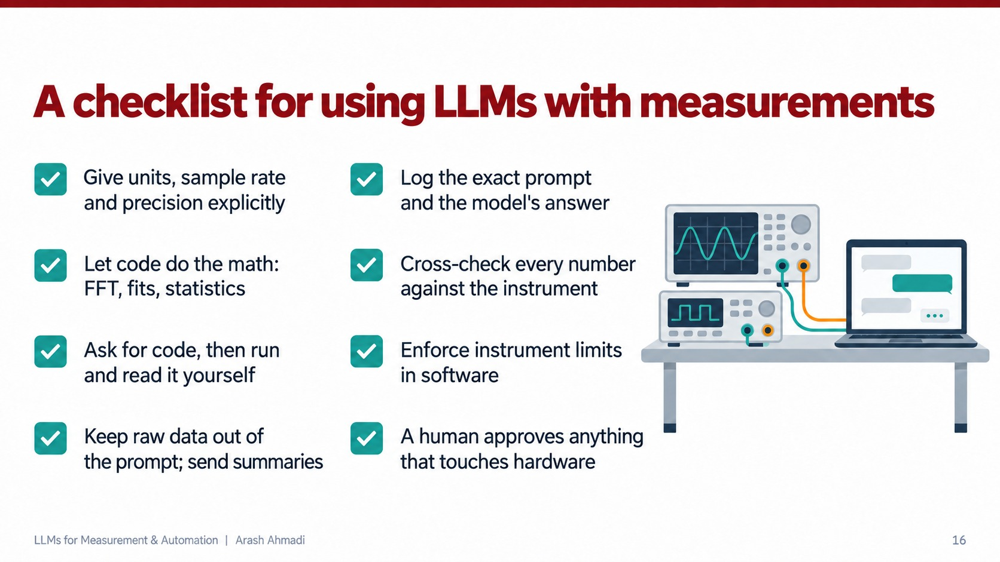 A checklist for using LLMs with measurements
Give units, sample rate
and precision explicitly
Let code do the math:
FFT, fits, statistics
Ask for code, then run
and read it yourself
Keep raw data out of
the prompt; send summaries
Log the exact prompt
and the model's answer
Cross-check every number
against the instrument
Enforce instrument limits
in software
A human approves anything
that touches hardware
LLMs for Measurement & Automation | Arash Ahmadi
16